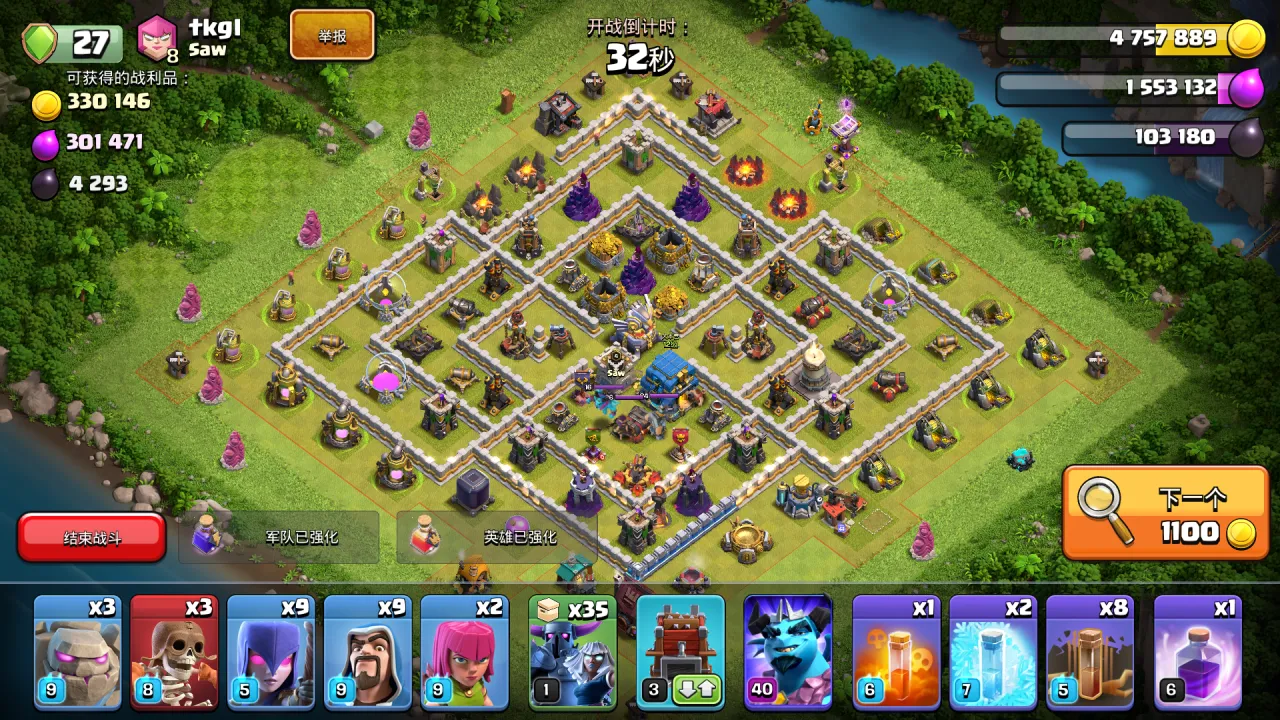 27
8
tkgl
Saw
举报
开战倒计时：
32秒
4 757 889
1 553 132
103 180
可获得的战利品：
330 146
301 471
4 293
Saw
结束战斗
军队已强化
英雄已强化
下一个
1100
x3
x3
x9
x9
x2
x35
x1
x2
x8
x1
9
8
5
9
9
1
3
40
6
7
5
6